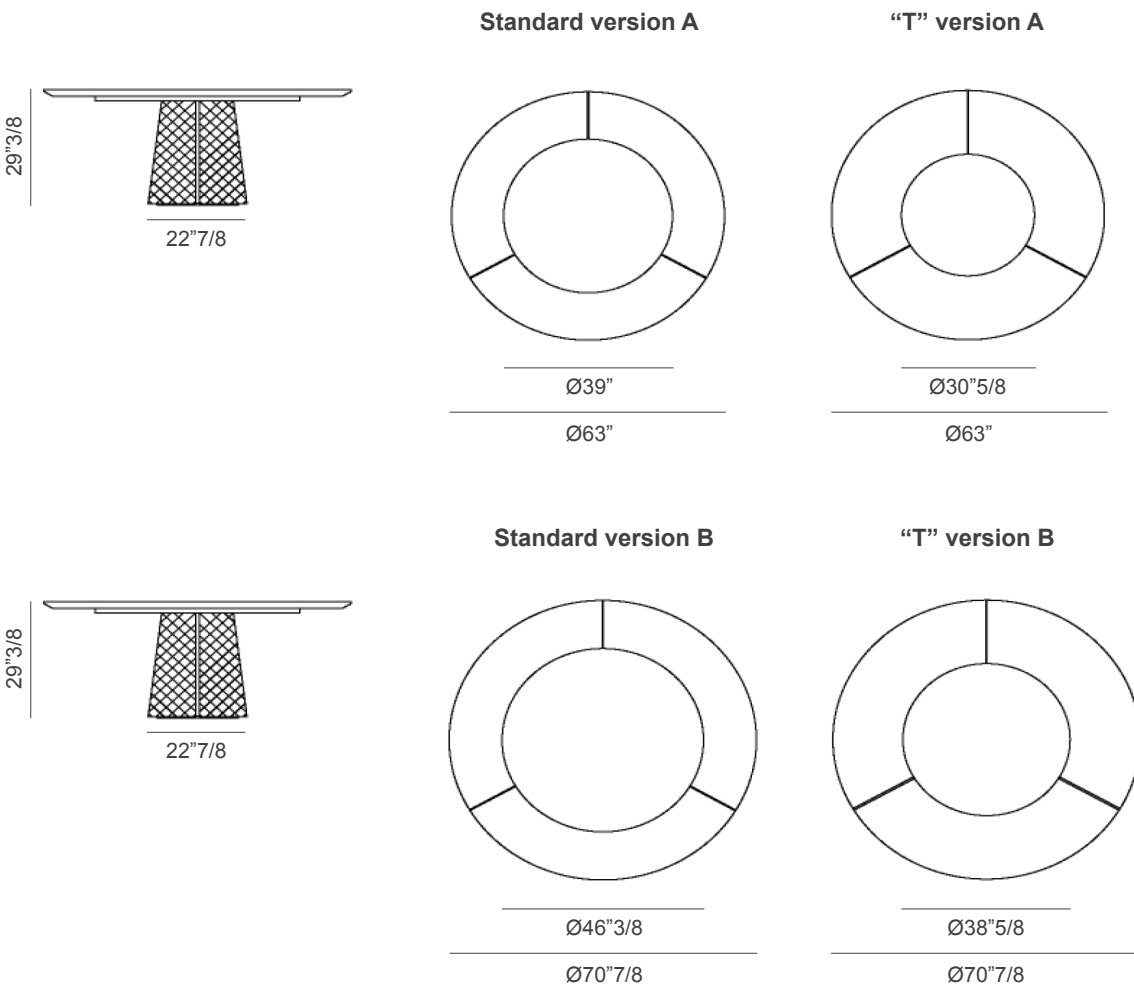 Standard version A
“T” version A
29”3/8
22”7/8
Ø39”
Ø30”5/8
Ø63”
Ø63”
Standard version B
“T” version B
29”3/8
22”7/8
Ø46”3/8
Ø38”5/8
Ø70”7/8
Ø70”7/8